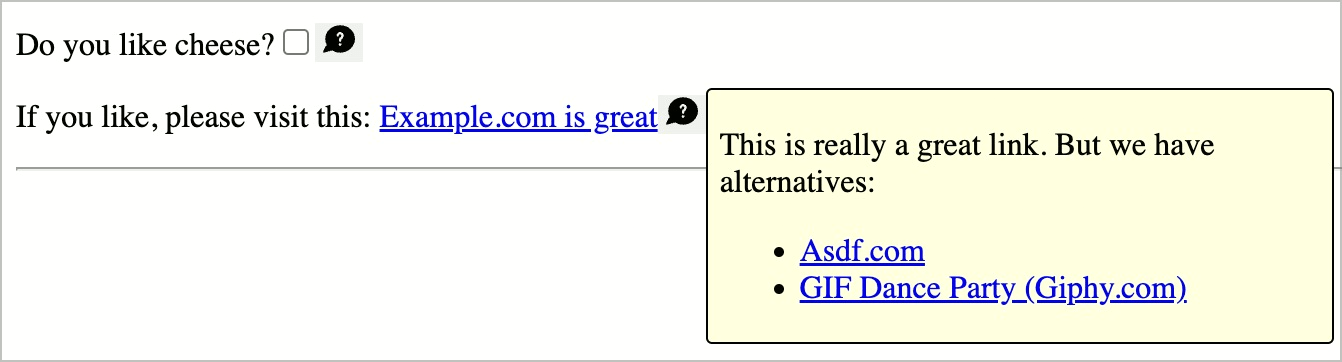 Do you like cheese?
If you like, please visit this: Example.com is great
This is really a great link. But we have
alternatives:
• Asdf.com
• GIF Dance Party (Giphy.com)